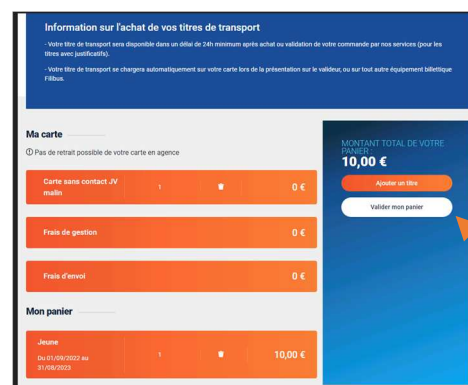 Information sur l'achat de vos titres de transport
- Votre titre de transport sera disponible dans un délai de 24h minimum après achat ou validation de votre commande par nos services (pour les
titres avec justificatifs).
- Votre titre de transport se chargera automatiquement sur votre carte lors de la présentation sur le valideur, ou sur tout autre équipement billettique
Filibus.
Ma carte
Pas de retrait possible de votre carte en agence
Carte sans contact JV
malin
1
0 €
Frais de gestion
0 €
Frais d'envoi
0 €
Mon panier
Jeune
Du 01/09/2022 au
31/08/2023
1
10,00 €
MONTANT TOTAL DE VOTRE
PANIER :
10,00 €
Ajouter un titre
Valider mon panier